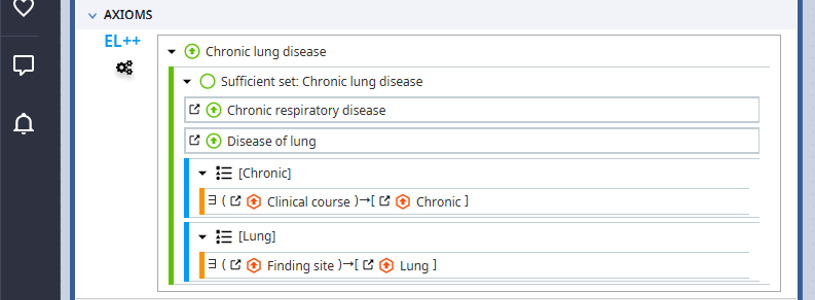 AXIOMS
EL++
Chronic lung disease
Sufficient set: Chronic lung disease
Chronic respiratory disease
Disease of lung
[Chronic]
∃ ( Clinical course )→[ Chronic ]
[Lung]
∃ ( Finding site )→[ Lung ]